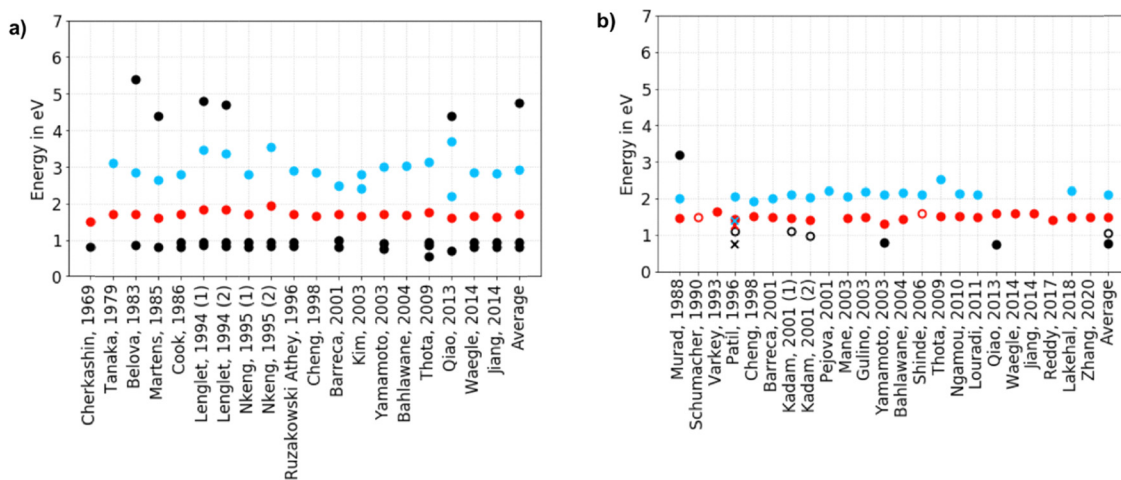 a)
Energy in eV
7
6
5
4
3
2
1
0
Cherkashin, 1969
Tanaka, 1979
Belova, 1983
Martens, 1985
Cook, 1986
Lenglet, 1994 (1)
Lenglet, 1994 (2)
Nkeng, 1995 (1)
Nkeng, 1995 (2)
Ruzakowski Athey, 1996
Cheng, 1998
Barreca, 2001
Kim, 2003
Yamamoto, 2003
Bahlawane, 2004
Thota, 2009
Qiao, 2013
Waegle, 2014
Jiang, 2014
Average
b)
Energy in eV
7
6
5
4
3
2
1
0
Murad, 1988
Schumacher, 1990
Varkey, 1993
Patil, 1996
Cheng, 1998
Barreca, 2001
Kadam, 2001 (1)
Kadam, 2001 (2)
Pejova, 2001
Mane, 2003
Gulino, 2003
Yamamoto, 2003
Bahlawane, 2004
Shinde, 2006
Thota, 2009
Ngamou, 2010
Louradi, 2011
Qiao, 2013
Waegle, 2014
Jiang, 2014
Reddy, 2017
Lakehal, 2018
Zhang, 2020
Average